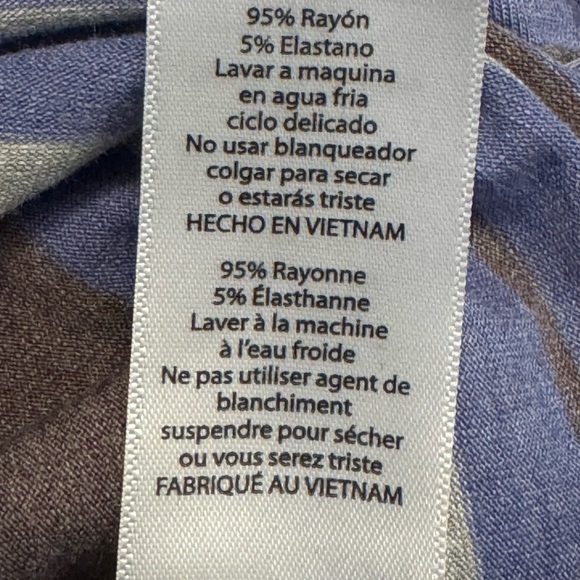 95% Rayón
5% Elastano
Lavar a maquina
en agua fria
ciclo delicado
No usar blanqueador
colgar para secar
o estarás triste
HECHO EN VIETNAM
95% Rayonne
5% Élasthanne
Laver à la machine
à l'eau froide
Ne pas utiliser agent de
blanchiment
suspendre pour sécher
ou vous serez triste
FABRIQUÉ AU VIETNAM